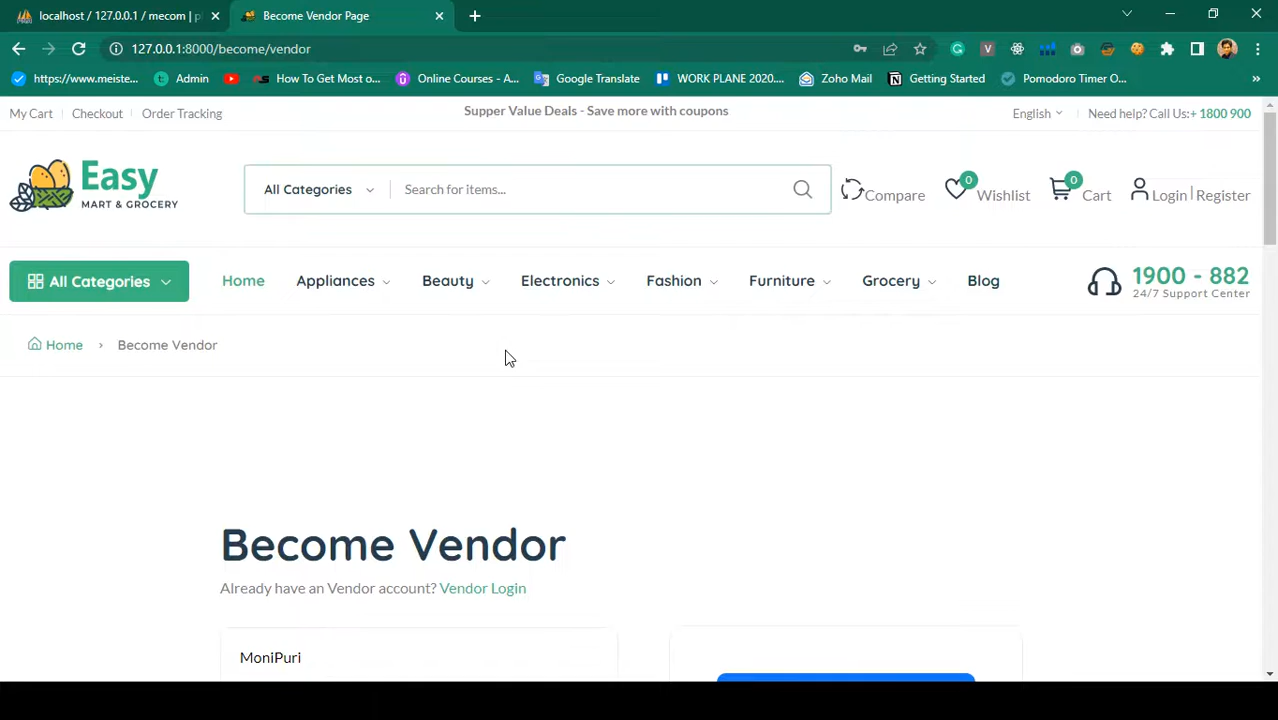 localhost / 127.0.0.1 / mecom | p
Become Vendor Page
127.0.0.1:8000/become/vendor
https://www.meiste...
Admin
How To Get Most o...
Online Courses - A...
Google Translate
WORK PLANE 2020....
Zoho Mail
Getting Started
Pomodoro Timer O...
»
My Cart
Checkout
Order Tracking
Supper Value Deals - Save more with coupons
English
Need help? Call Us:+ 1800 900
Easy
MART & GROCERY
All Categories
Search for items...
Compare
0
Wishlist
0
Cart
Login | Register
All Categories
Home
Appliances
Beauty
Electronics
Fashion
Furniture
Grocery
Blog
1900 - 882
24/7 Support Center
Home > Become Vendor
Become Vendor
Already have an Vendor account? Vendor Login
MoniPuri